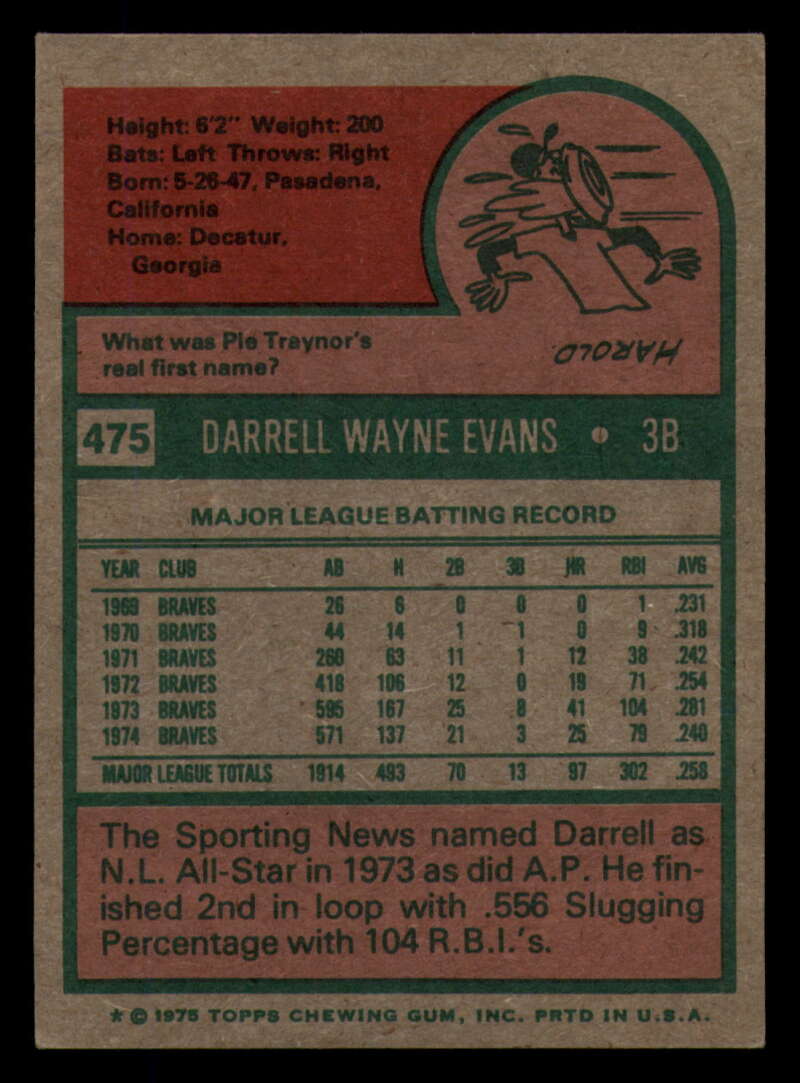 Height: 6'2" Weight: 200
Bats: Left Throws: Right
Born: 5-26-47, Pasadena,
California
Home: Decatur,
Georgia
What was Pie Traynor's
real first name?
HAROLD.
475 DARRELL WAYNE EVANS • 3B
MAJOR LEAGUE BATTING RECORD
YEAR CLUB AB H 2B 3B HR RBI AVG
1969 BRAVES 26 6 0 0 0 1 .231
1970 BRAVES 44 14 1 1 0 9 .318
1971 BRAVES 260 63 11 1 12 38 .242
1972 BRAVES 418 106 12 0 19 71 .254
1973 BRAVES 595 167 25 8 41 104 .281
1974 BRAVES 571 137 21 3 25 79 .240
MAJOR LEAGUE TOTALS 1914 493 70 13 97 302 .258
The Sporting News named Darrell as
N.L. All-Star in 1973 as did A.P. He fin-
ished 2nd in loop with .556 Slugging
Percentage with 104 R.B.I.'s.
* © 1975 TOPPS CHEWING GUM, INC. PRTD IN U.S.A.